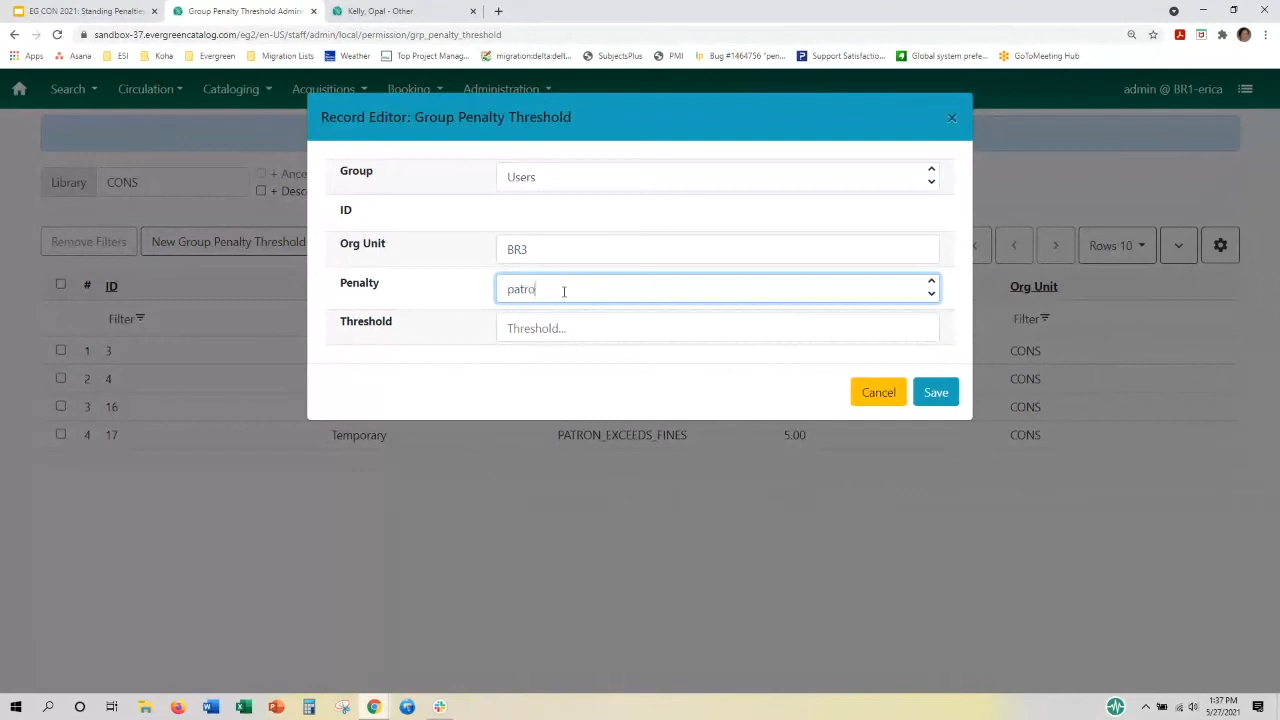 EG CON 2021: Standing Penalties
Group Penalty Threshold Admin
Kelly, Opal - Other
sandbox-37.evergreencatalog.com/eg2/en-US/staff/admin/local/permission/grp_penalty_threshold
Apps Asana ESI Koha Evergreen Migration Lists Weather Top Project Manag... migration:delta:delt... SubjectsPlus PMI lp Bug #1464756 "pen... Support Satisfactio... Global system prefe... GoToMeeting Hub
Search Circulation Cataloging Acquisitions Booking Administration admin @ BR1-erica
Record Editor: Group Penalty Threshold
Group Users
ID
Org Unit BR3
Penalty patro
Threshold Threshold...
Cancel Save
Library CONS + Ance
+ Desc
Remove Filters New Group Penalty Threshold Rows 10
# ID Org Unit
Filter Filter
1 3 CONS
2 4 CONS
3 16 CONS
4 17 Temporary PATRON_EXCEEDS_FINES 5.00 CONS
1:37 PM
5/27/2021